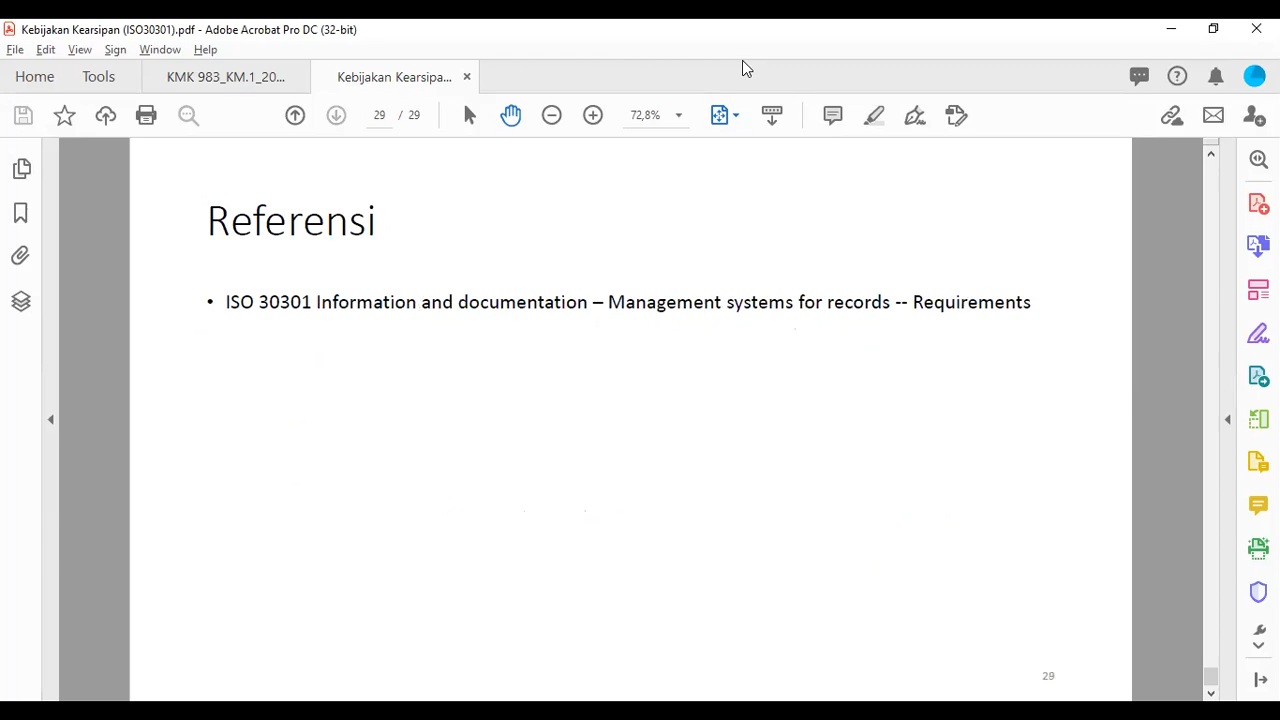 Kebijakan Kearsipan (ISO30301).pdf - Adobe Acrobat Pro DC (32-bit)
File Edit View Sign Window Help
Home Tools KMK 983_KM.1_20... Kebijakan Kearsipa... ×
29 / 29 72,8%
Referensi
• ISO 30301 Information and documentation – Management systems for records -- Requirements
29